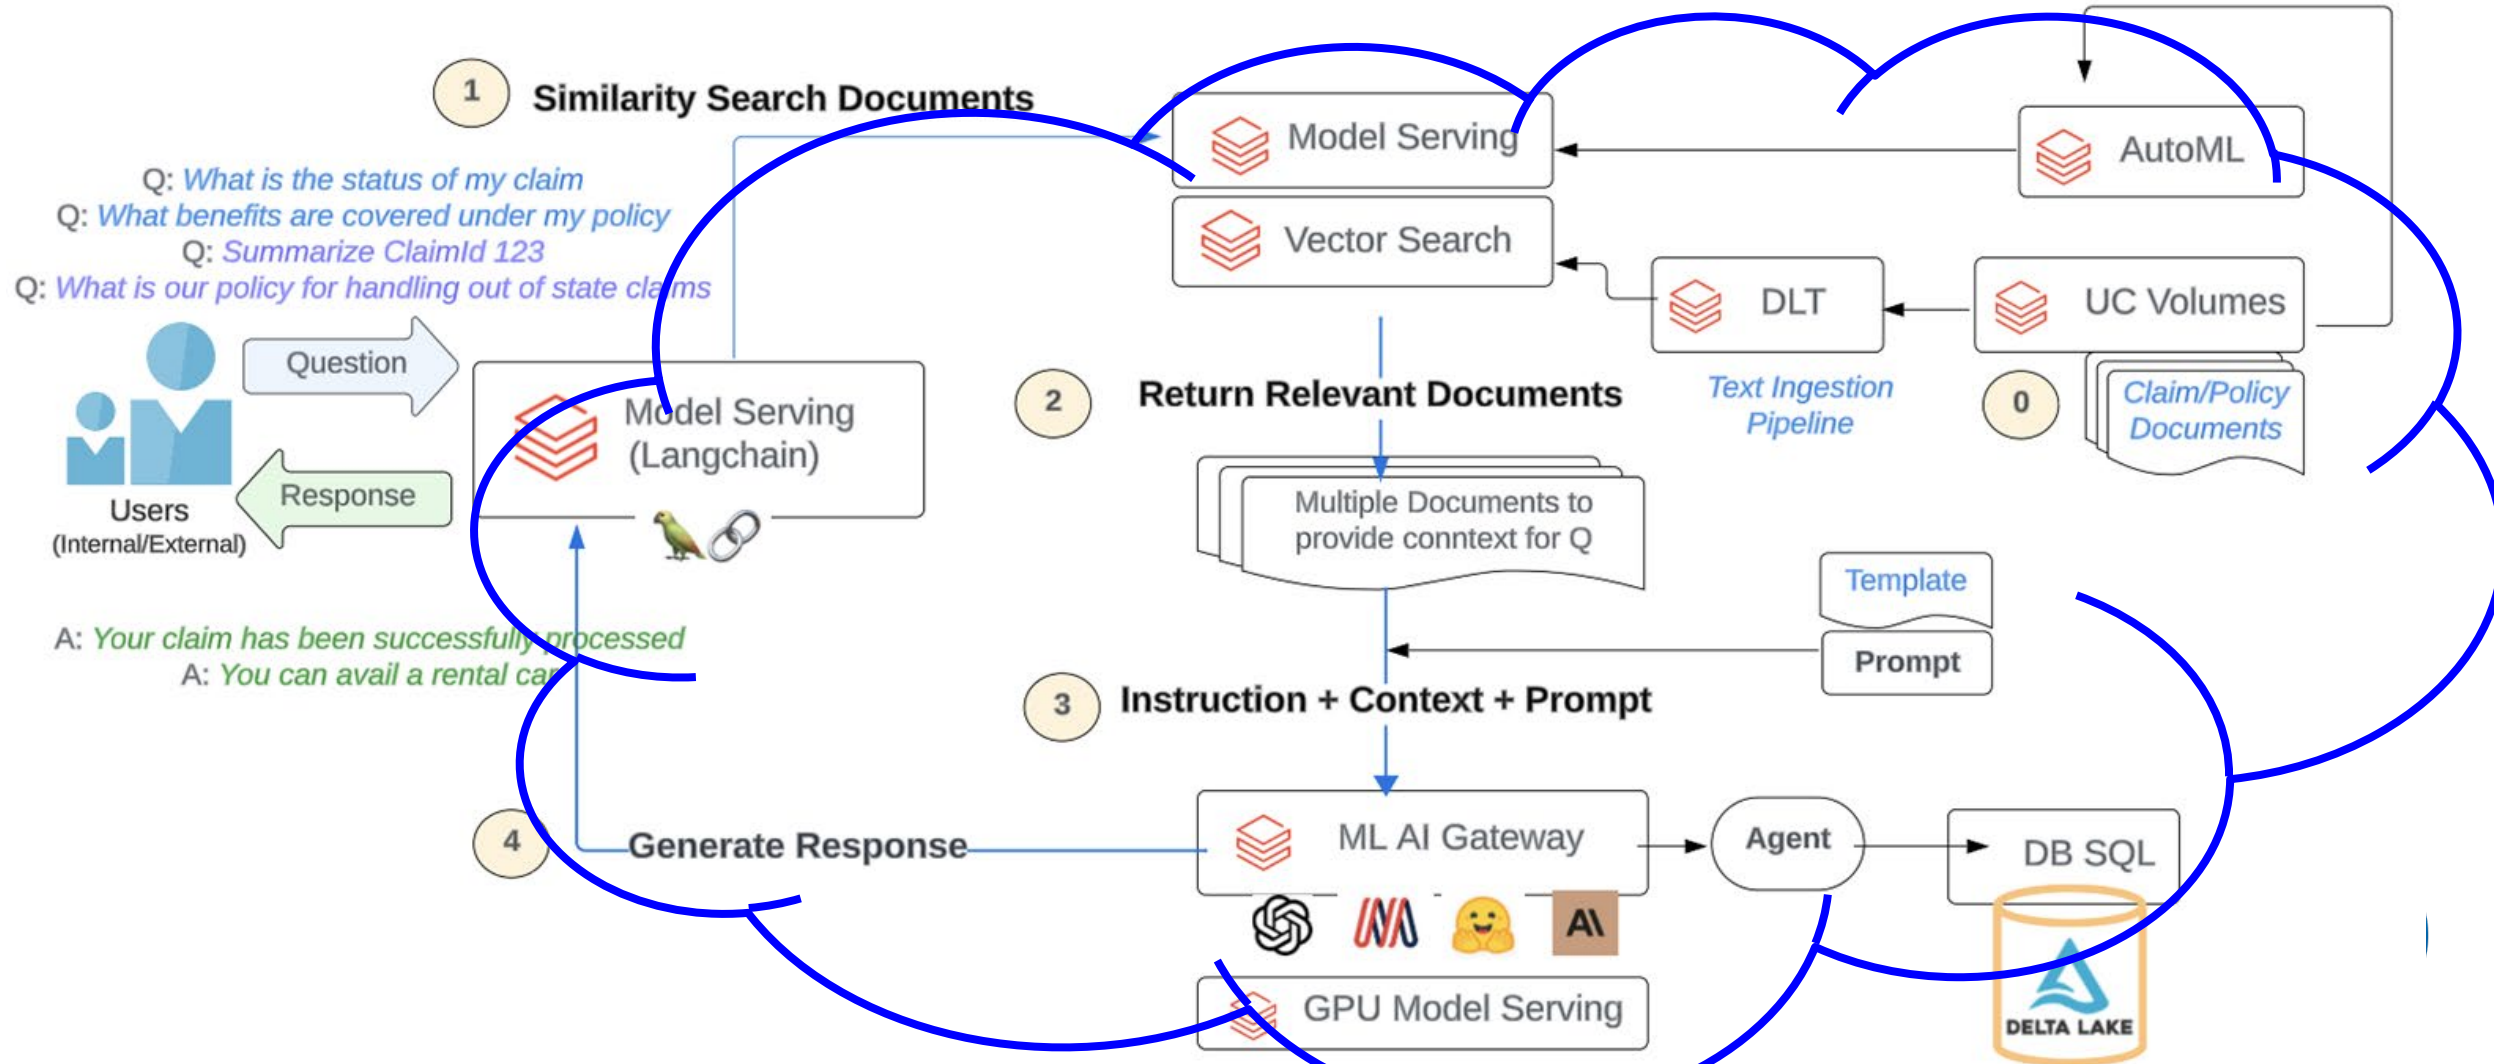 1
Similarity Search Documents
Q: What is the status of my claim
Q: What benefits are covered under my policy
Q: Summarize ClaimId 123
Q: What is our policy for handling out of state claims
Question
Response
Users
(Internal/External)
Model Serving
(Langchain)
A: Your claim has been successfully processed
A: You can avail a rental car
Model Serving
Vector Search
AutoML
DLT
UC Volumes
Text Ingestion
Pipeline
0
Claim/Policy
Documents
2
Return Relevant Documents
Multiple Documents to
provide conntext for Q
Template
Prompt
3
Instruction + Context + Prompt
4
Generate Response
ML AI Gateway
Agent
DB SQL
AI
GPU Model Serving
DELTA LAKE